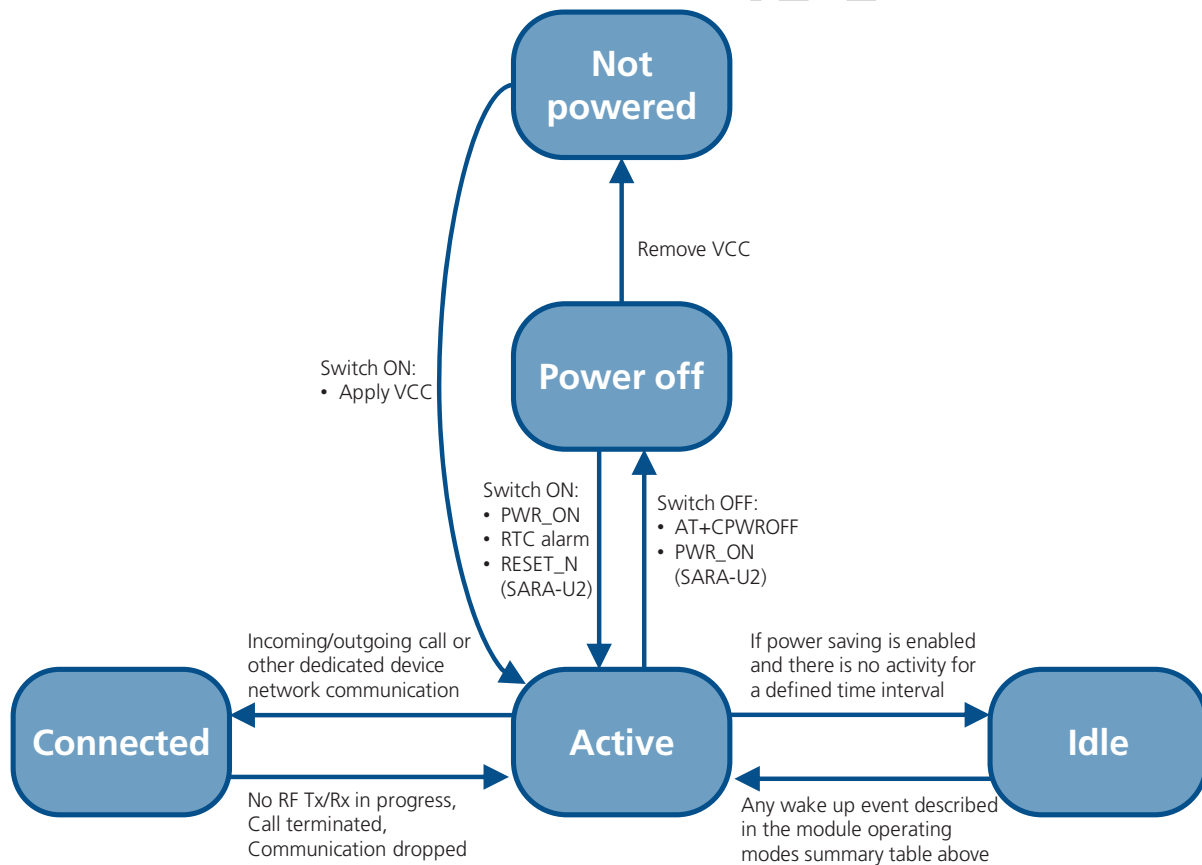 Not
powered
Remove VCC
Switch ON:
• Apply VCC
Power off
Switch ON:
• PWR_ON
• RTC alarm
• RESET_N
(SARA-U2)
Switch OFF:
• AT+CPWROFF
• PWR_ON
(SARA-U2)
Incoming/outgoing call or
other dedicated device
network communication
If power saving is enabled
and there is no activity for
a defined time interval
Connected
Active
Idle
No RF Tx/Rx in progress,
Call terminated,
Communication dropped
Any wake up event described
in the module operating
modes summary table above